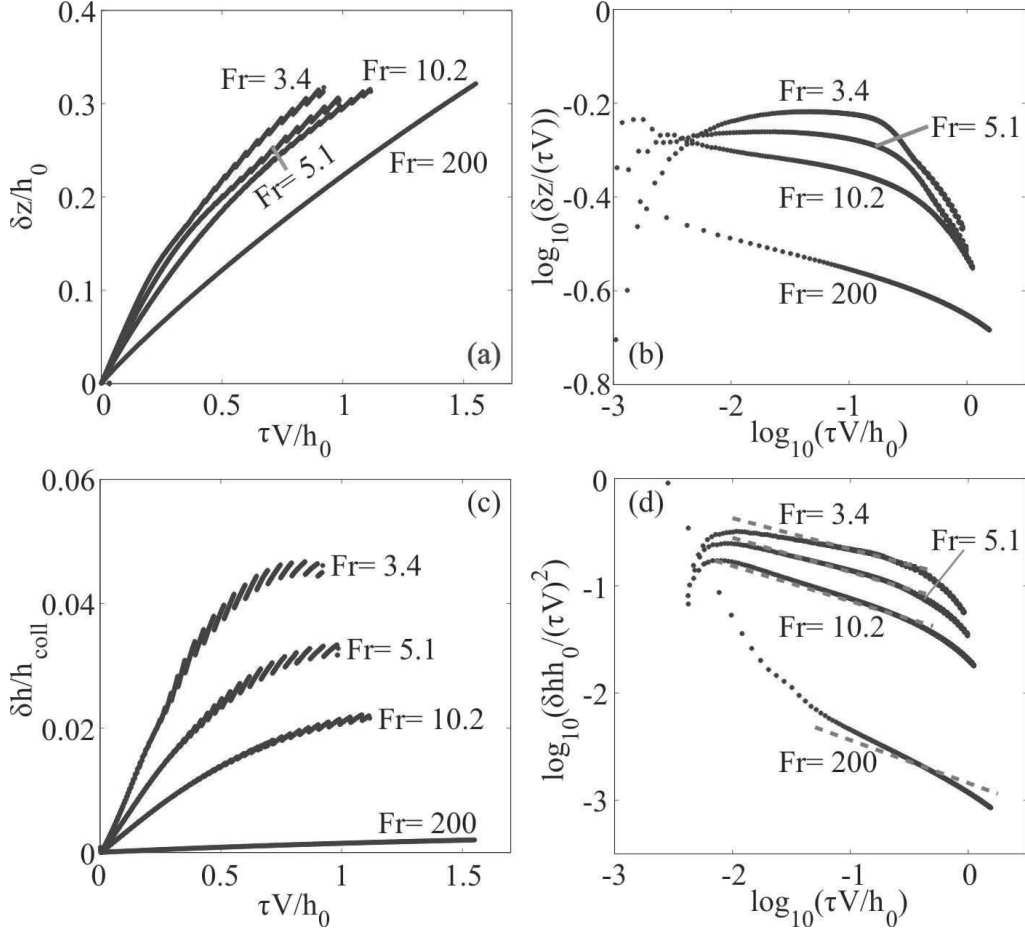 0.4
0.3
0.2
0.1
0
δz/h0
Fr= 3.4
Fr= 10.2
Fr= 5.1
Fr= 200
(a)
0
0.5
1
1.5
τV/h0
0
-0.2
-0.4
-0.6
-0.8
log10(δz/(τV))
Fr= 3.4
Fr= 5.1
Fr= 10.2
Fr= 200
(b)
-3
-2
-1
0
log10(τV/h0)
0.06
0.04
0.02
0
δh/hcoll
(c)
Fr= 3.4
Fr= 5.1
Fr= 10.2
Fr= 200
0
0.5
1
1.5
τV/h0
0
-1
-2
-3
log10(δhh0/(τV)2)
(d)
Fr= 3.4
Fr= 5.1
Fr= 10.2
Fr= 200
-3
-2
-1
0
log10(τV/h0)